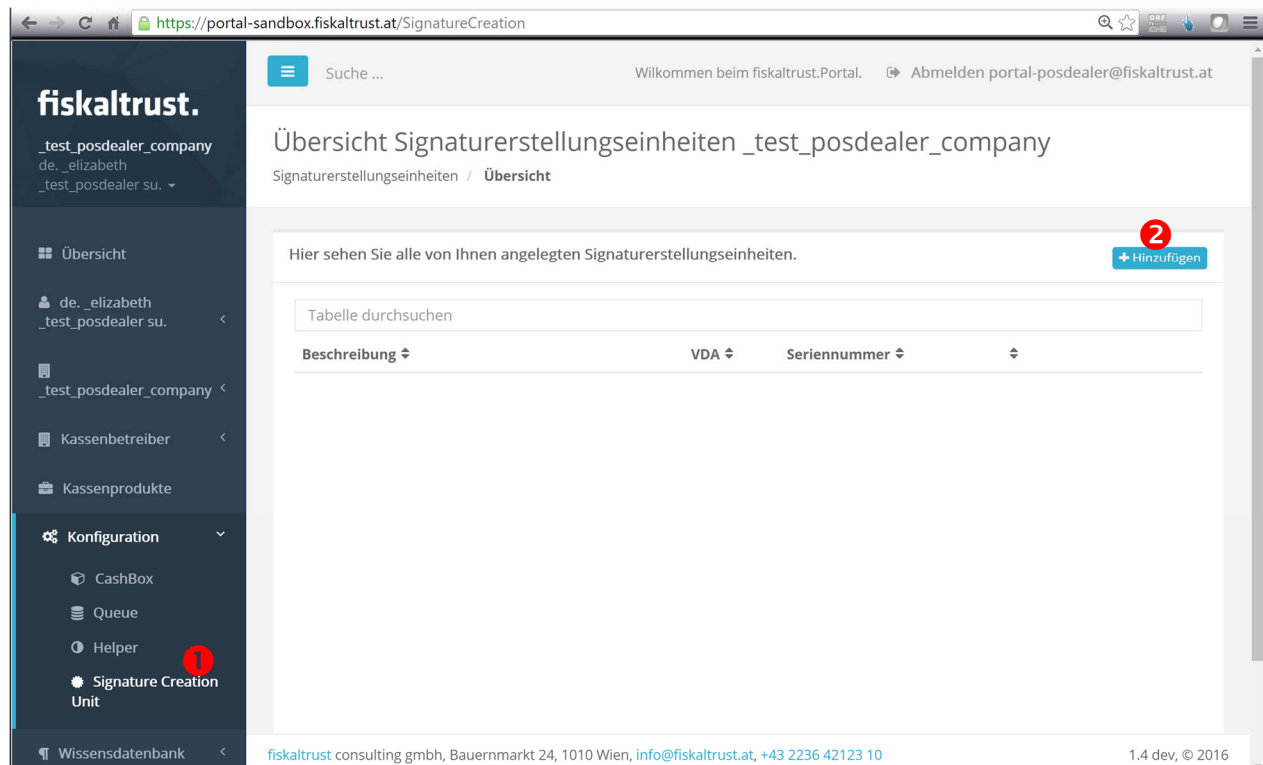 https://portal-sandbox.fiskaltrust.at/SignatureCreation
fiskaltrust.
_test_posdealer_company
de. _elizabeth
_test_posdealer su.
Suche ...
Wilkommen beim fiskaltrust.Portal.
Abmelden portal-posdealer@fiskaltrust.at
Übersicht Signaturerstellungseinheiten _test_posdealer_company
Signaturerstellungseinheiten / Übersicht
Übersicht
de. _elizabeth
_test_posdealer su.
_test_posdealer_company
Kassenbetreiber
Kassenprodukte
Konfiguration
CashBox
Queue
Helper
1
Signature Creation
Unit
Wissensdatenbank
Hier sehen Sie alle von Ihnen angelegten Signaturerstellungseinheiten.
2
Hinzufügen
Tabelle durchsuchen
Beschreibung VDA Seriennummer
fiskaltrust consulting gmbh, Bauernmarkt 24, 1010 Wien, info@fiskaltrust.at, +43 2236 42123 10
1.4 dev, © 2016